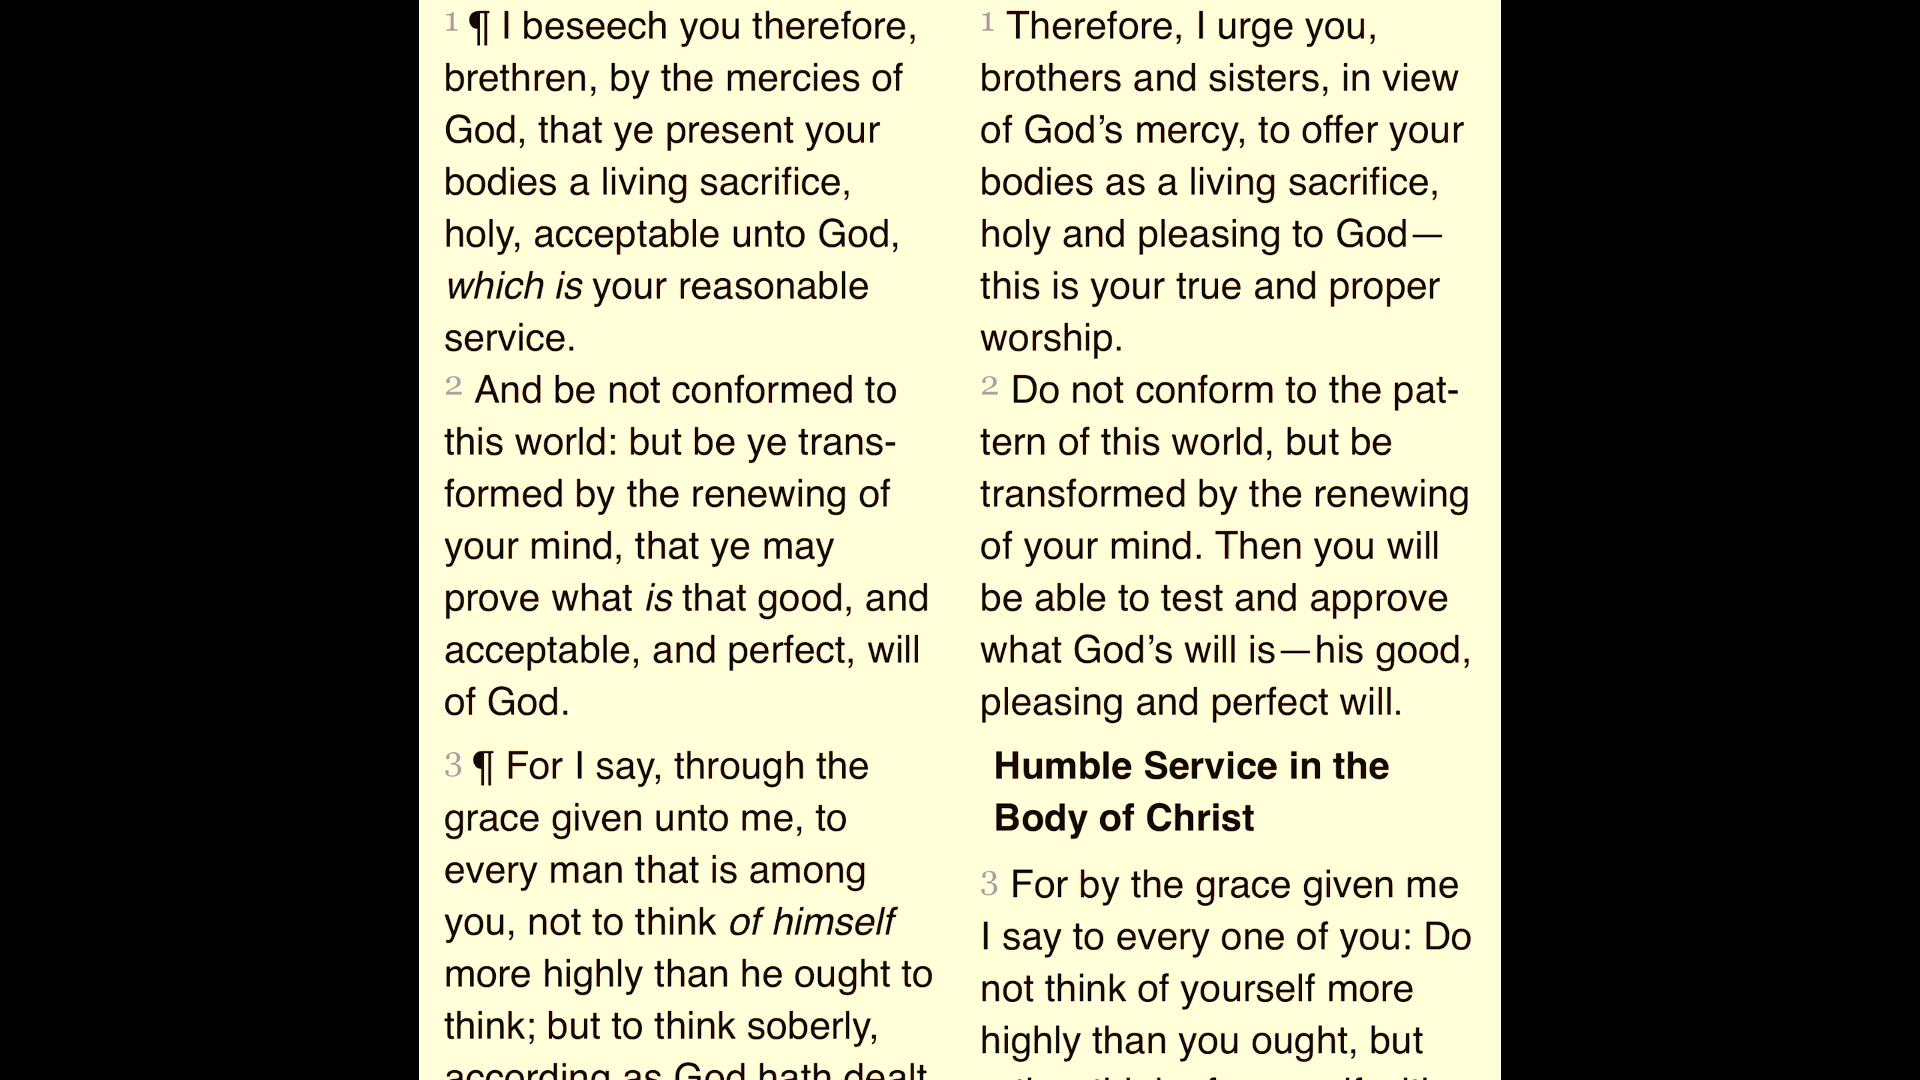 1 ¶ I beseech you therefore,
brethren, by the mercies of
God, that ye present your
bodies a living sacrifice,
holy, acceptable unto God,
which is your reasonable
service.
2 And be not conformed to
this world: but be ye trans-
formed by the renewing of
your mind, that ye may
prove what is that good, and
acceptable, and perfect, will
of God.
3 ¶ For I say, through the
grace given unto me, to
every man that is among
you, not to think of himself
more highly than he ought to
think; but to think soberly,
according as God hath dealt
1 Therefore, I urge you,
brothers and sisters, in view
of God’s mercy, to offer your
bodies as a living sacrifice,
holy and pleasing to God—
this is your true and proper
worship.
2 Do not conform to the pat-
tern of this world, but be
transformed by the renewing
of your mind. Then you will
be able to test and approve
what God’s will is—his good,
pleasing and perfect will.
Humble Service in the
Body of Christ
3 For by the grace given me
I say to every one of you: Do
not think of yourself more
highly than you ought, but